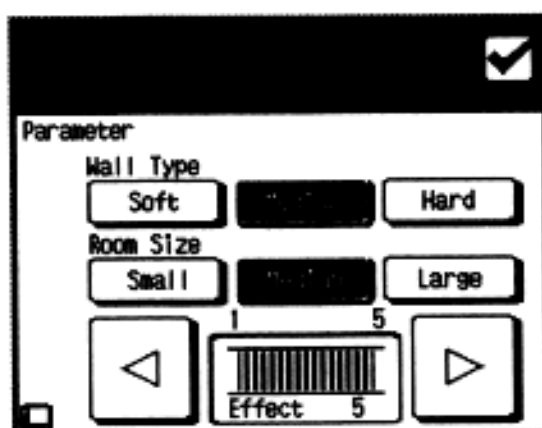 Parameter
Wall Type
Soft Hard
Room Size
Small Large
1 5
Effect 5